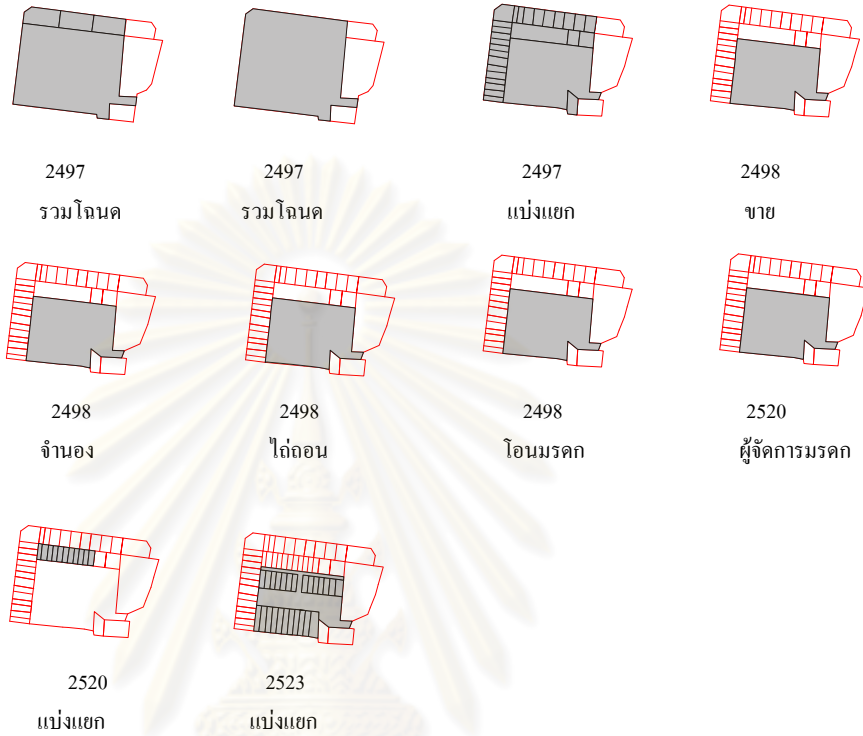 2497
รวมโฉนด
2497
รวมโฉนด
2497
แบ่งแยก
2498
ขาย
2498
จำนอง
2498
ไถ่ถอน
2498
โอนมรดก
2520
ผู้จัดการมรดก
2520
แบ่งแยก
2523
แบ่งแยก